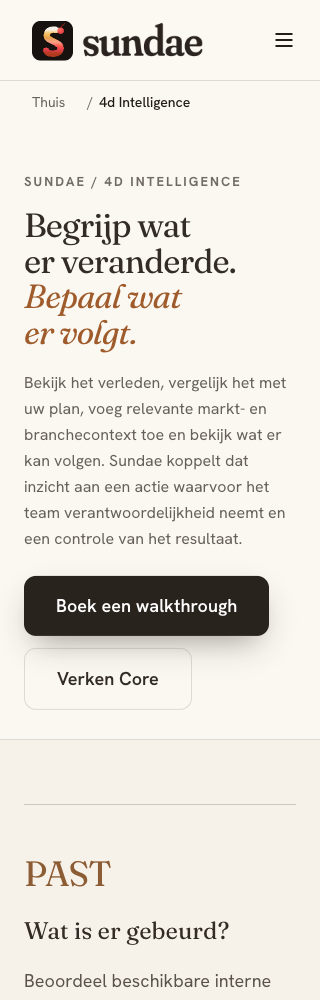 sundae
Thuis / 4d Intelligence
SUNDAE / 4D INTELLIGENCE
Begrijp wat
er veranderde.
Bepaal wat
er volgt.
Bekijk het verleden, vergelijk het met
uw plan, voeg relevante markt- en
branchecontext toe en bekijk wat er
kan volgen. Sundae koppelt dat
inzicht aan een actie waarvoor het
team verantwoordelijkheid neemt en
een controle van het resultaat.
Boek een walkthrough
Verken Core
PAST
Wat is er gebeurd?
Beoordeel beschikbare interne